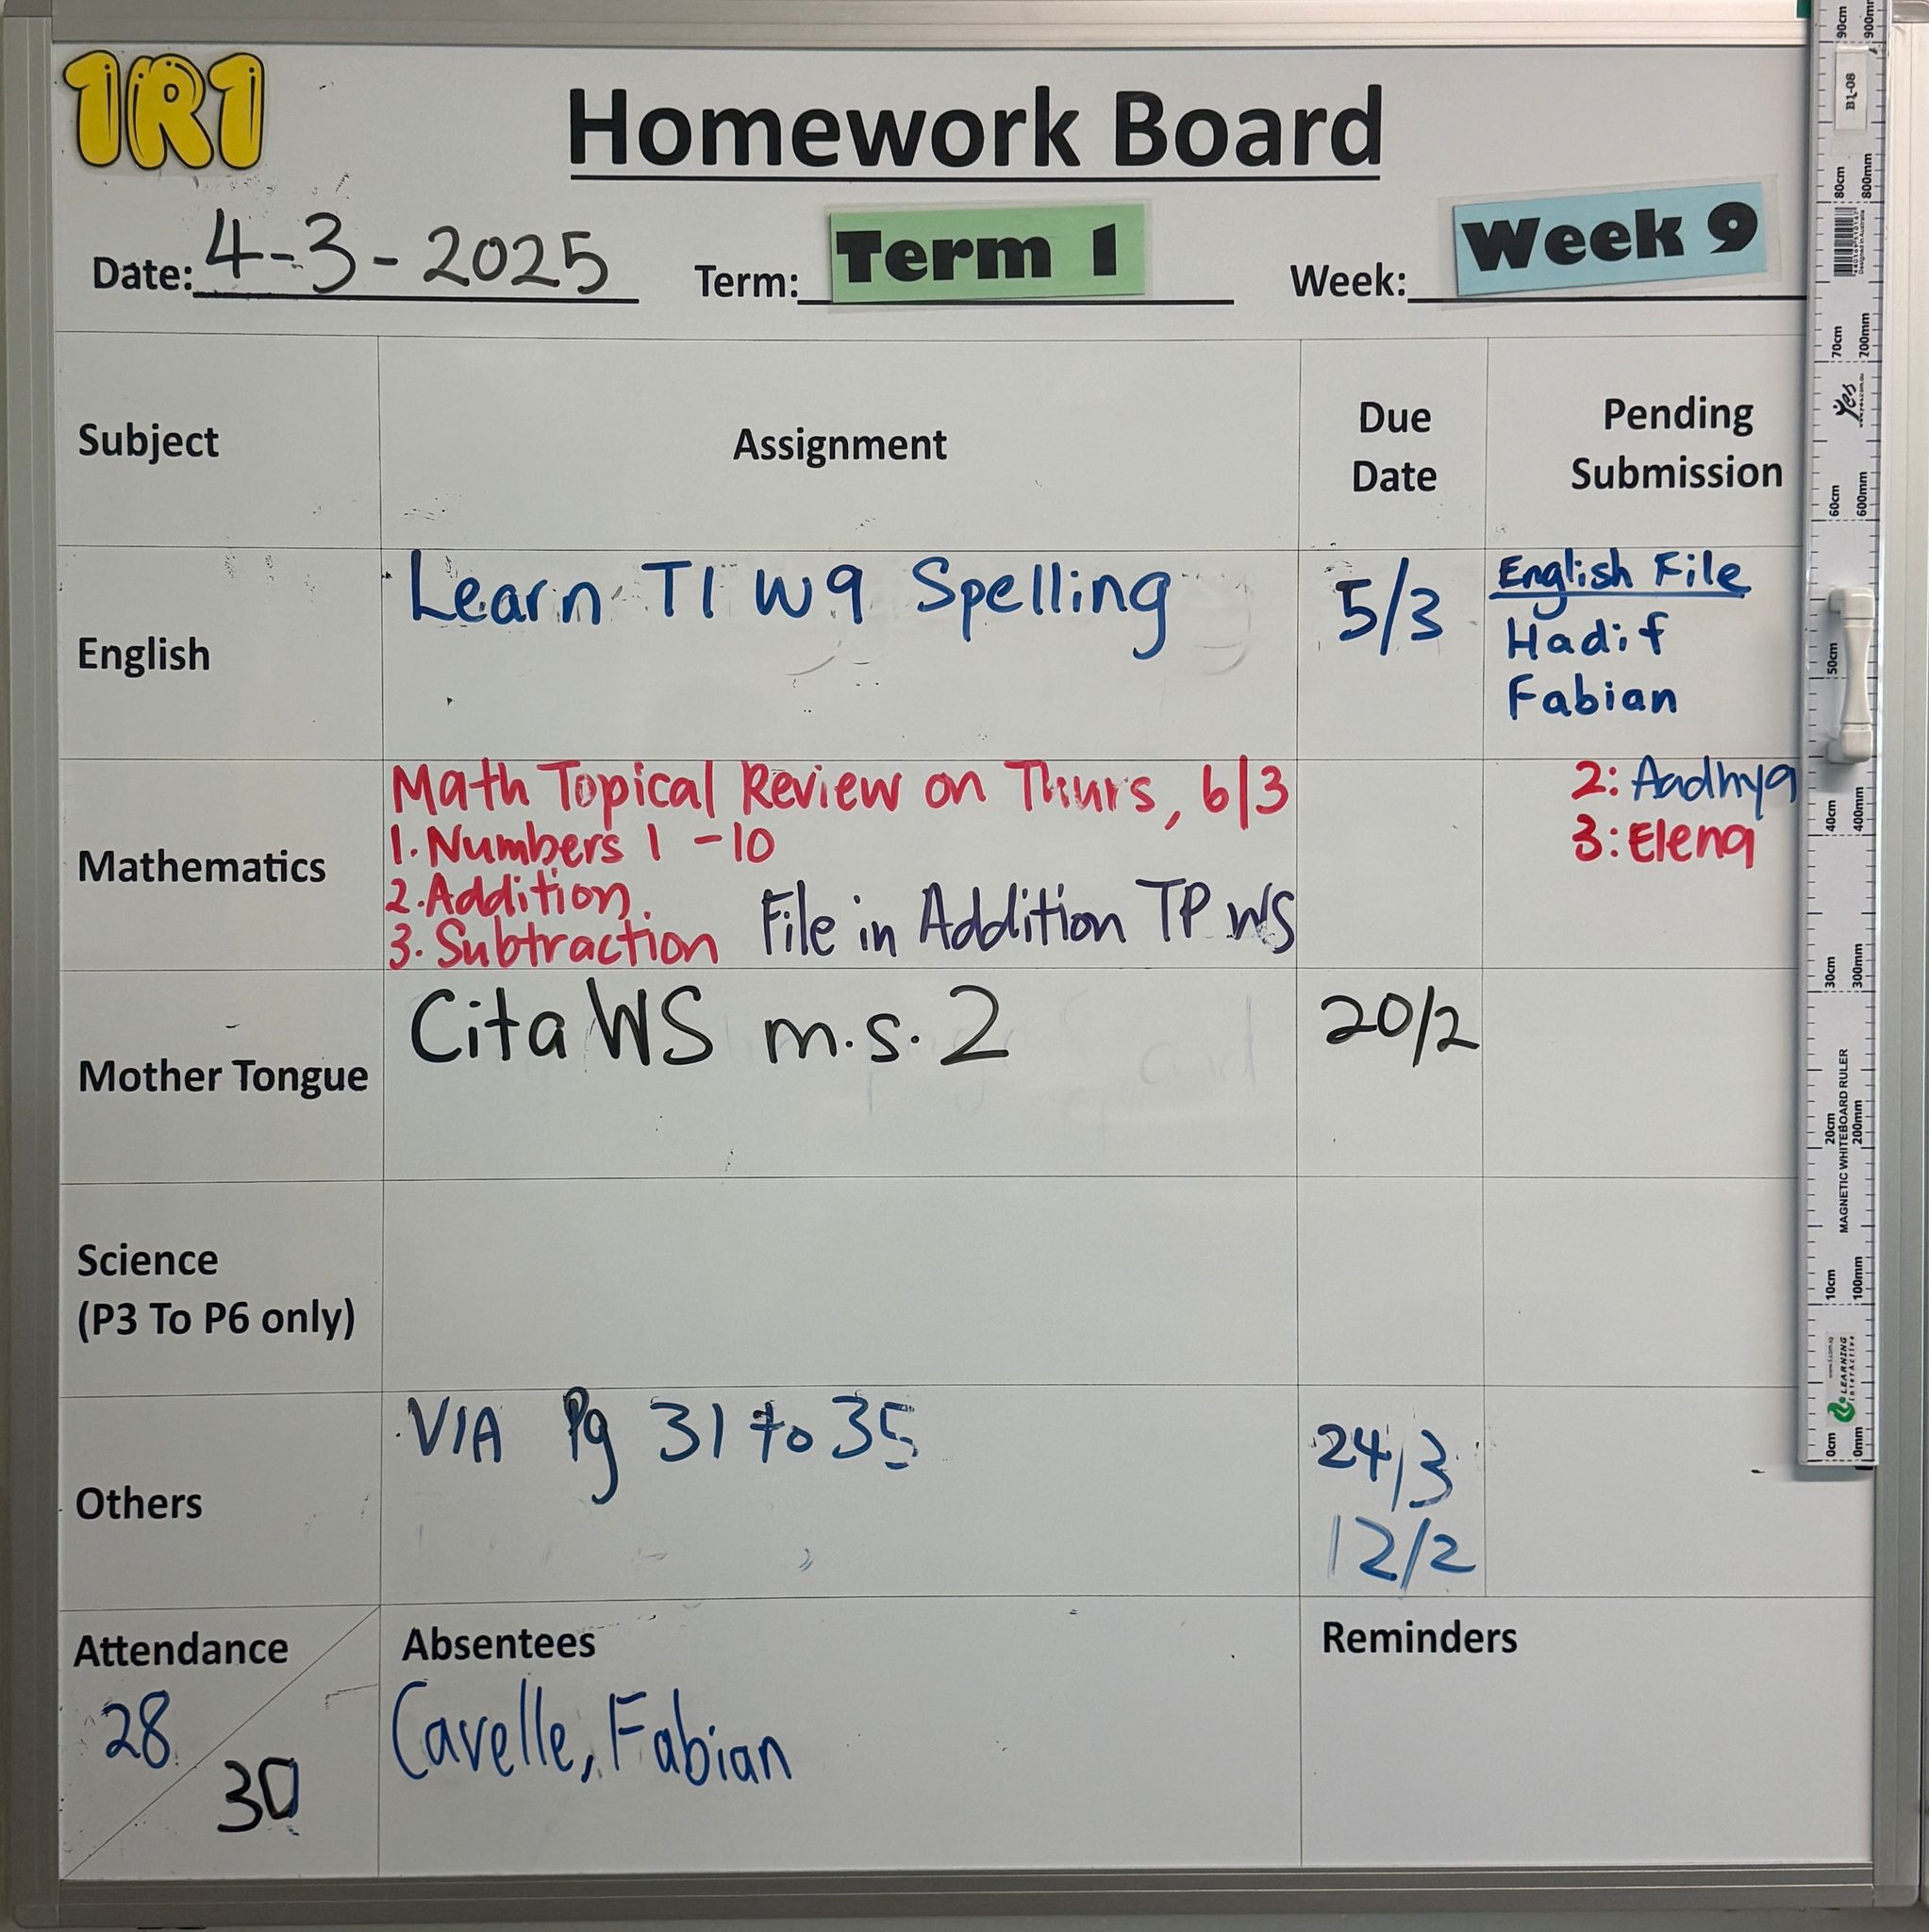 1R1
Homework Board
Date: 4-3-2025 Term: Term 1 Week: Week 9
Subject
Assignment
Due
Date
Pending
Submission
English
Learn T1 W9 Spelling
5/3
English File
Hadif
Fabian
Mathematics
Math Topical Review on Thurs, 6/3
1. Numbers 1 - 10
2. Addition
3. Subtraction File in Addition TP WS
2: Aadhya
3: Elena
Mother Tongue
Cita WS m.s. 2
20/2
Science
(P3 To P6 only)
Others
VIA Pg 31 to 35
24/3
12/2
Attendance
28
30
Absentees
Cavelle, Fabian
Reminders
B1-08
90cm 900mm
80cm 800mm
70cm 700mm
Yes
60cm 600mm
50cm
40cm 400mm
30cm 300mm
MAGNETIC WHITEBOARD RULER
20cm 200mm
10cm 100mm
LEARNING
InterActive
0cm 0mm